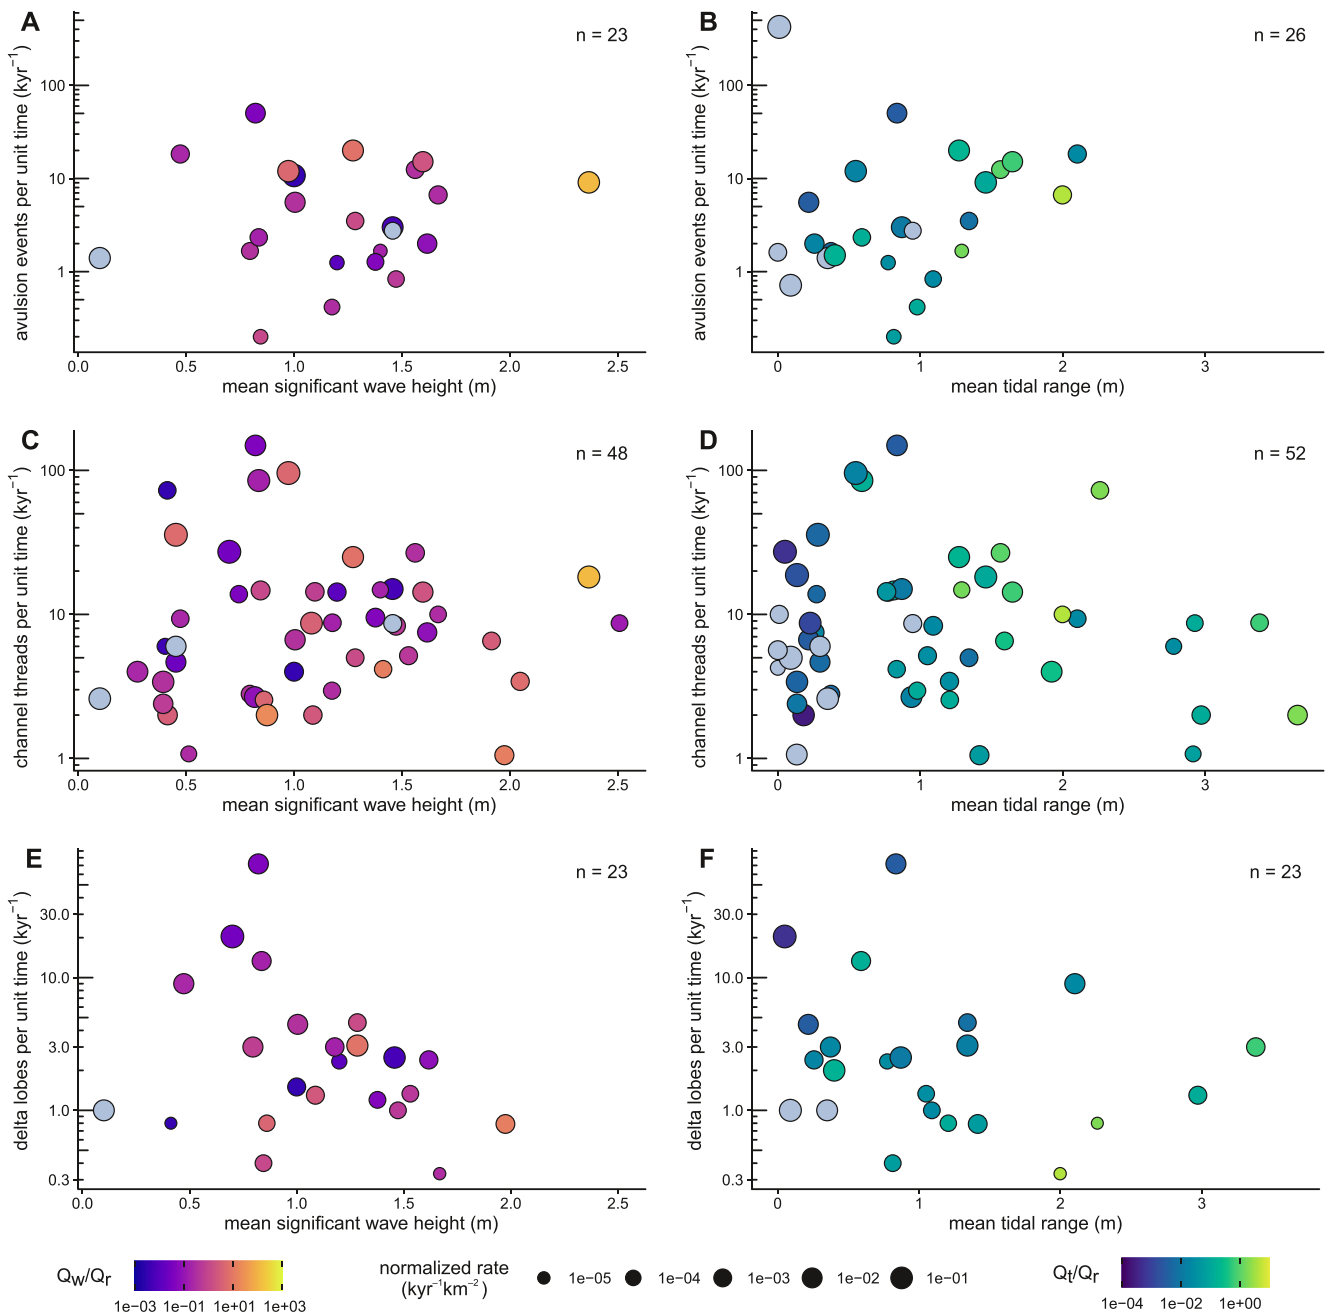 A
n = 23
avulsion events per unit time (kyr⁻¹)
100
10
1
0.0 0.5 1.0 1.5 2.0 2.5
mean significant wave height (m)
B
n = 26
avulsion events per unit time (kyr⁻¹)
100
10
1
0 1 2 3
mean tidal range (m)
C
n = 48
channel threads per unit time (kyr⁻¹)
100
10
1
0.0 0.5 1.0 1.5 2.0 2.5
mean significant wave height (m)
D
n = 52
channel threads per unit time (kyr⁻¹)
100
10
1
0 1 2 3
mean tidal range (m)
E
n = 23
delta lobes per unit time (kyr⁻¹)
30.0
10.0
3.0
1.0
0.3
0.0 0.5 1.0 1.5 2.0 2.5
mean significant wave height (m)
F
n = 23
delta lobes per unit time (kyr⁻¹)
30.0
10.0
3.0
1.0
0.3
0 1 2 3
mean tidal range (m)
Qw/Qr
1e−03 1e−01 1e+01 1e+03
normalized rate
(kyr⁻¹km⁻²)
1e−05 1e−04 1e−03 1e−02 1e−01
Qt/Qr
1e−04 1e−02 1e+00